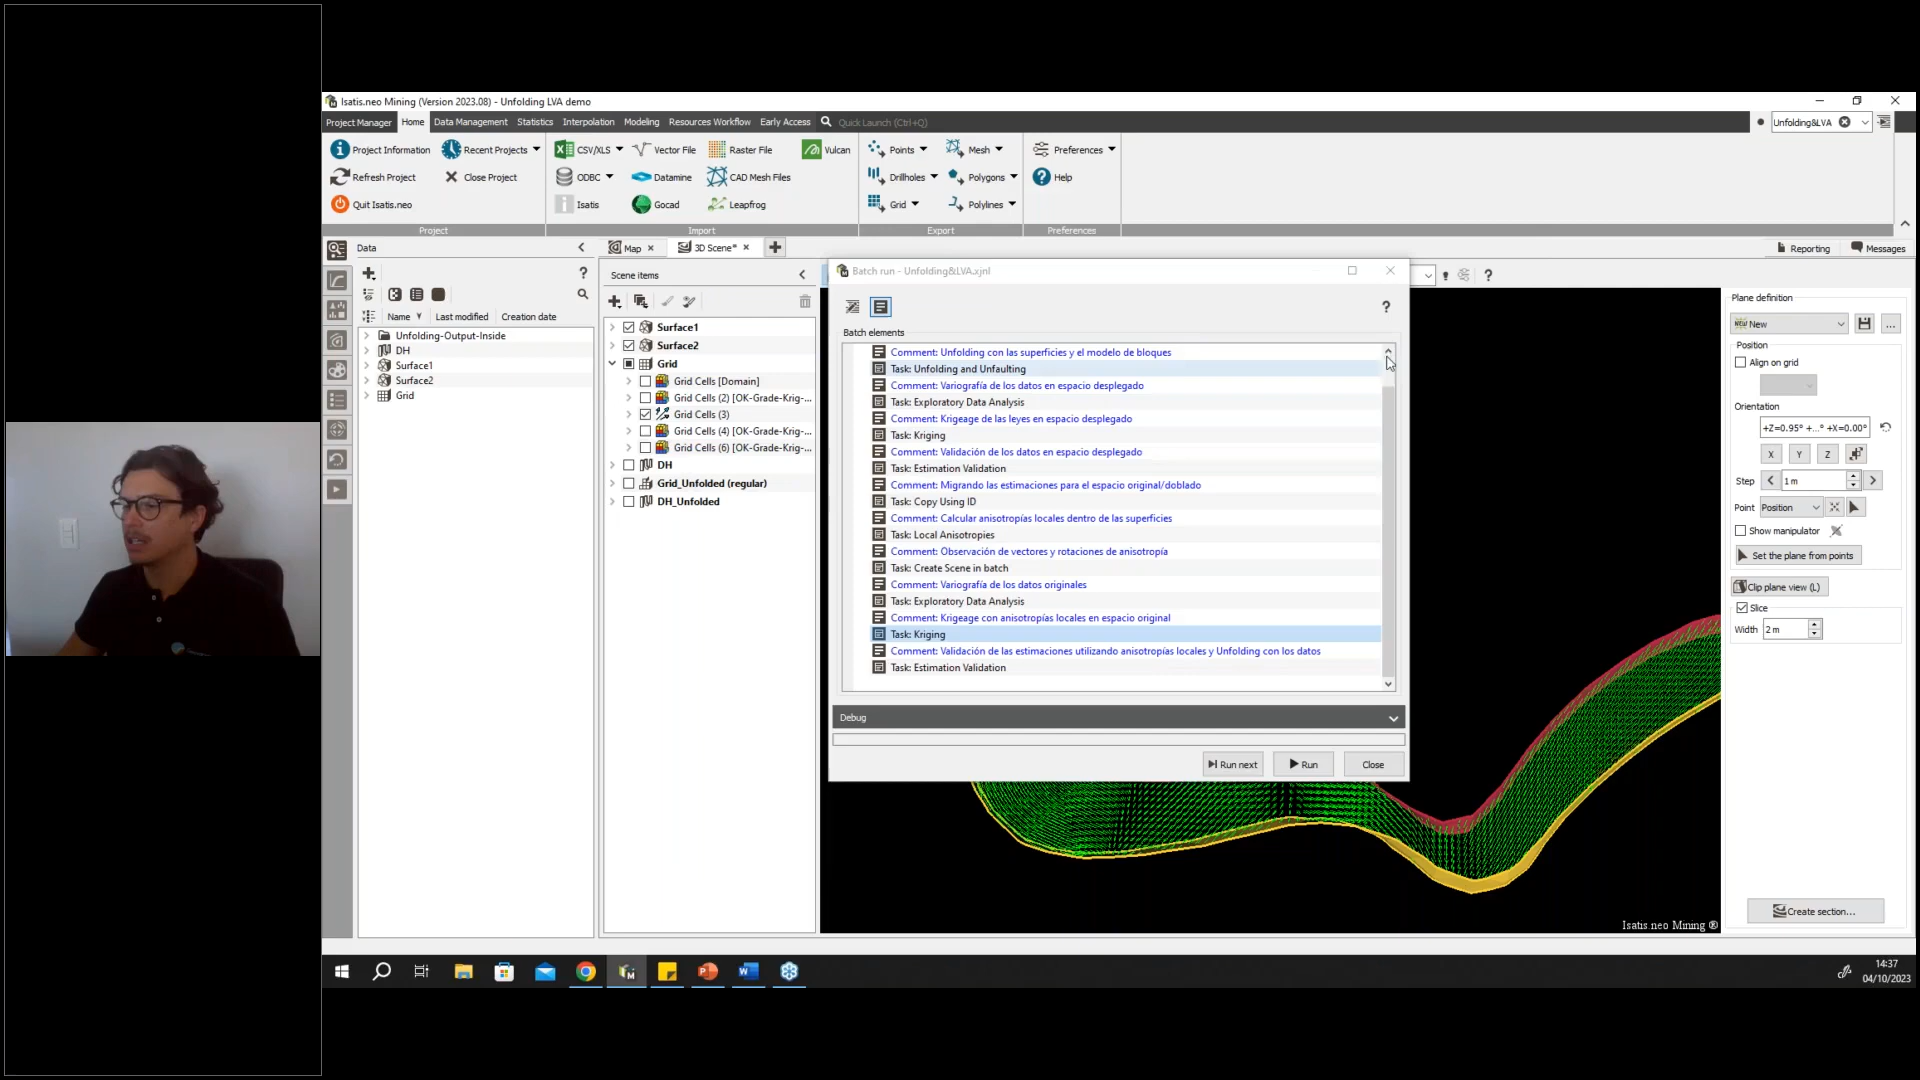 Isatis.neo Mining (Version 2023.08) - Unfolding LVA demo
Project Manager Home Data Management Statistics Interpolation Modeling Resources Workflow Early Access Quick Launch (Ctrl+Q) Unfolding&LVA
Project Information Recent Projects CSV/XLS Vector File Raster File Vulcan Points Mesh Preferences
Refresh Project Close Project ODBC Datamine CAD Mesh Files Drillholes Polygons Help
Quit Isatis.neo Isatis Gocad Leapfrog Grid Polylines
Project Import Export Preferences
Data Map 3D Scene* Reporting Messages
Scene items
Name Last modified Creation date
Unfolding-Output-Inside
DH
Surface1
Surface2
Grid
Surface1
Surface2
Grid
Grid Cells [Domain]
Grid Cells (2) [OK-Grade-Krig-...
Grid Cells (3)
Grid Cells (4) [OK-Grade-Krig-...
Grid Cells (6) [OK-Grade-Krig-...
DH
Grid_Unfolded (regular)
DH_Unfolded
Batch run - Unfolding&LVA.xjnl
?
Batch elements
Comment: Unfolding con las superficies y el modelo de bloques
Task: Unfolding and Unfaulting
Comment: Variografía de los datos en espacio desplegado
Task: Exploratory Data Analysis
Comment: Krigeage de las leyes en espacio desplegado
Task: Kriging
Comment: Validación de los datos en espacio desplegado
Task: Estimation Validation
Comment: Migrando las estimaciones para el espacio original/doblado
Task: Copy Using ID
Comment: Calcular anisotropías locales dentro de las superficies
Task: Local Anisotropies
Comment: Observación de vectores y rotaciones de anisotropía
Task: Create Scene in batch
Comment: Variografía de los datos originales
Task: Exploratory Data Analysis
Comment: Krigeage con anisotropías locales en espacio original
Task: Kriging
Comment: Validación de las estimaciones utilizando anisotropías locales y Unfolding con los datos
Task: Estimation Validation
Debug
Run next Run Close
Plane definition
NEW New ...
Position
Align on grid
Orientation
+Z=0.95° +...° +X=0.00°
X Y Z
Step 1 m
Point Position
Show manipulator
Set the plane from points
Clip plane view (L)
Slice
Width 2 m
Create section...
Isatis.neo Mining ®
14:37
04/10/2023